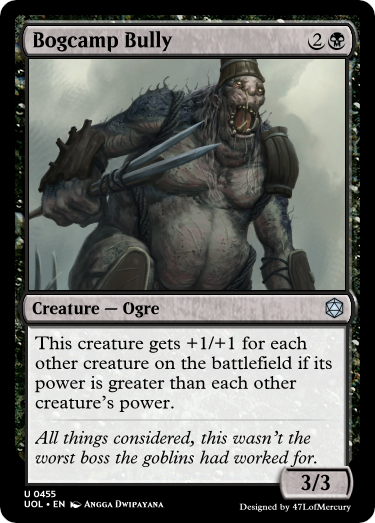 Bogcamp Bully 2
Creature — Ogre
This creature gets +1/+1 for each
other creature on the battlefield if its
power is greater than each other
creature's power.
All things considered, this wasn't the
worst boss the goblins had worked for.
3/3
U 0455
UOL • EN Angga Dwipayana
Designed by 47LofMercury